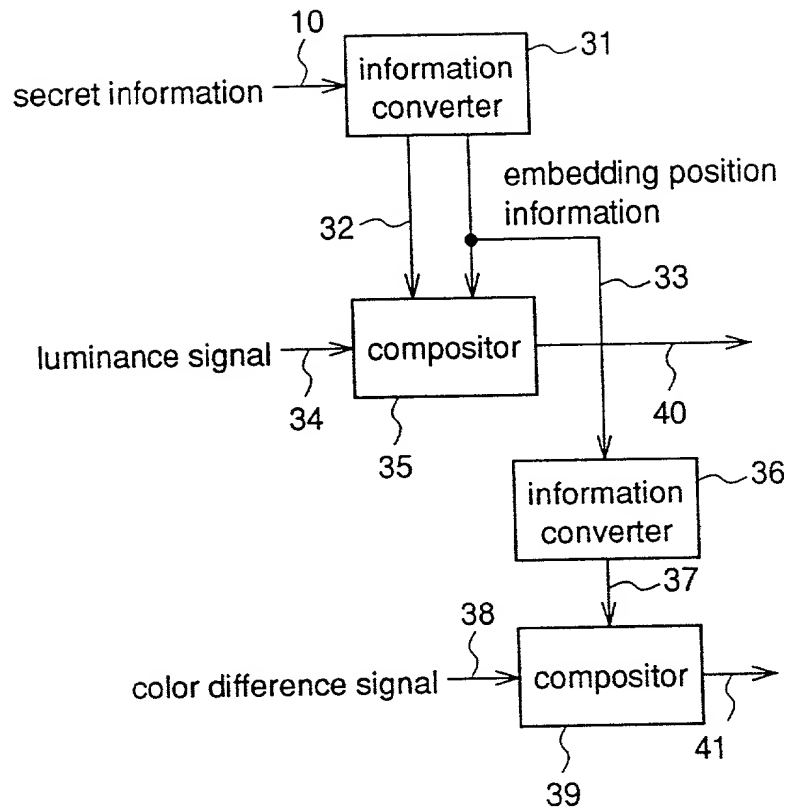 10
31
secret information
information
converter
embedding position
information
32
33
luminance signal
compositor
34
40
35
36
information
converter
37
38
color difference signal
compositor
41
39